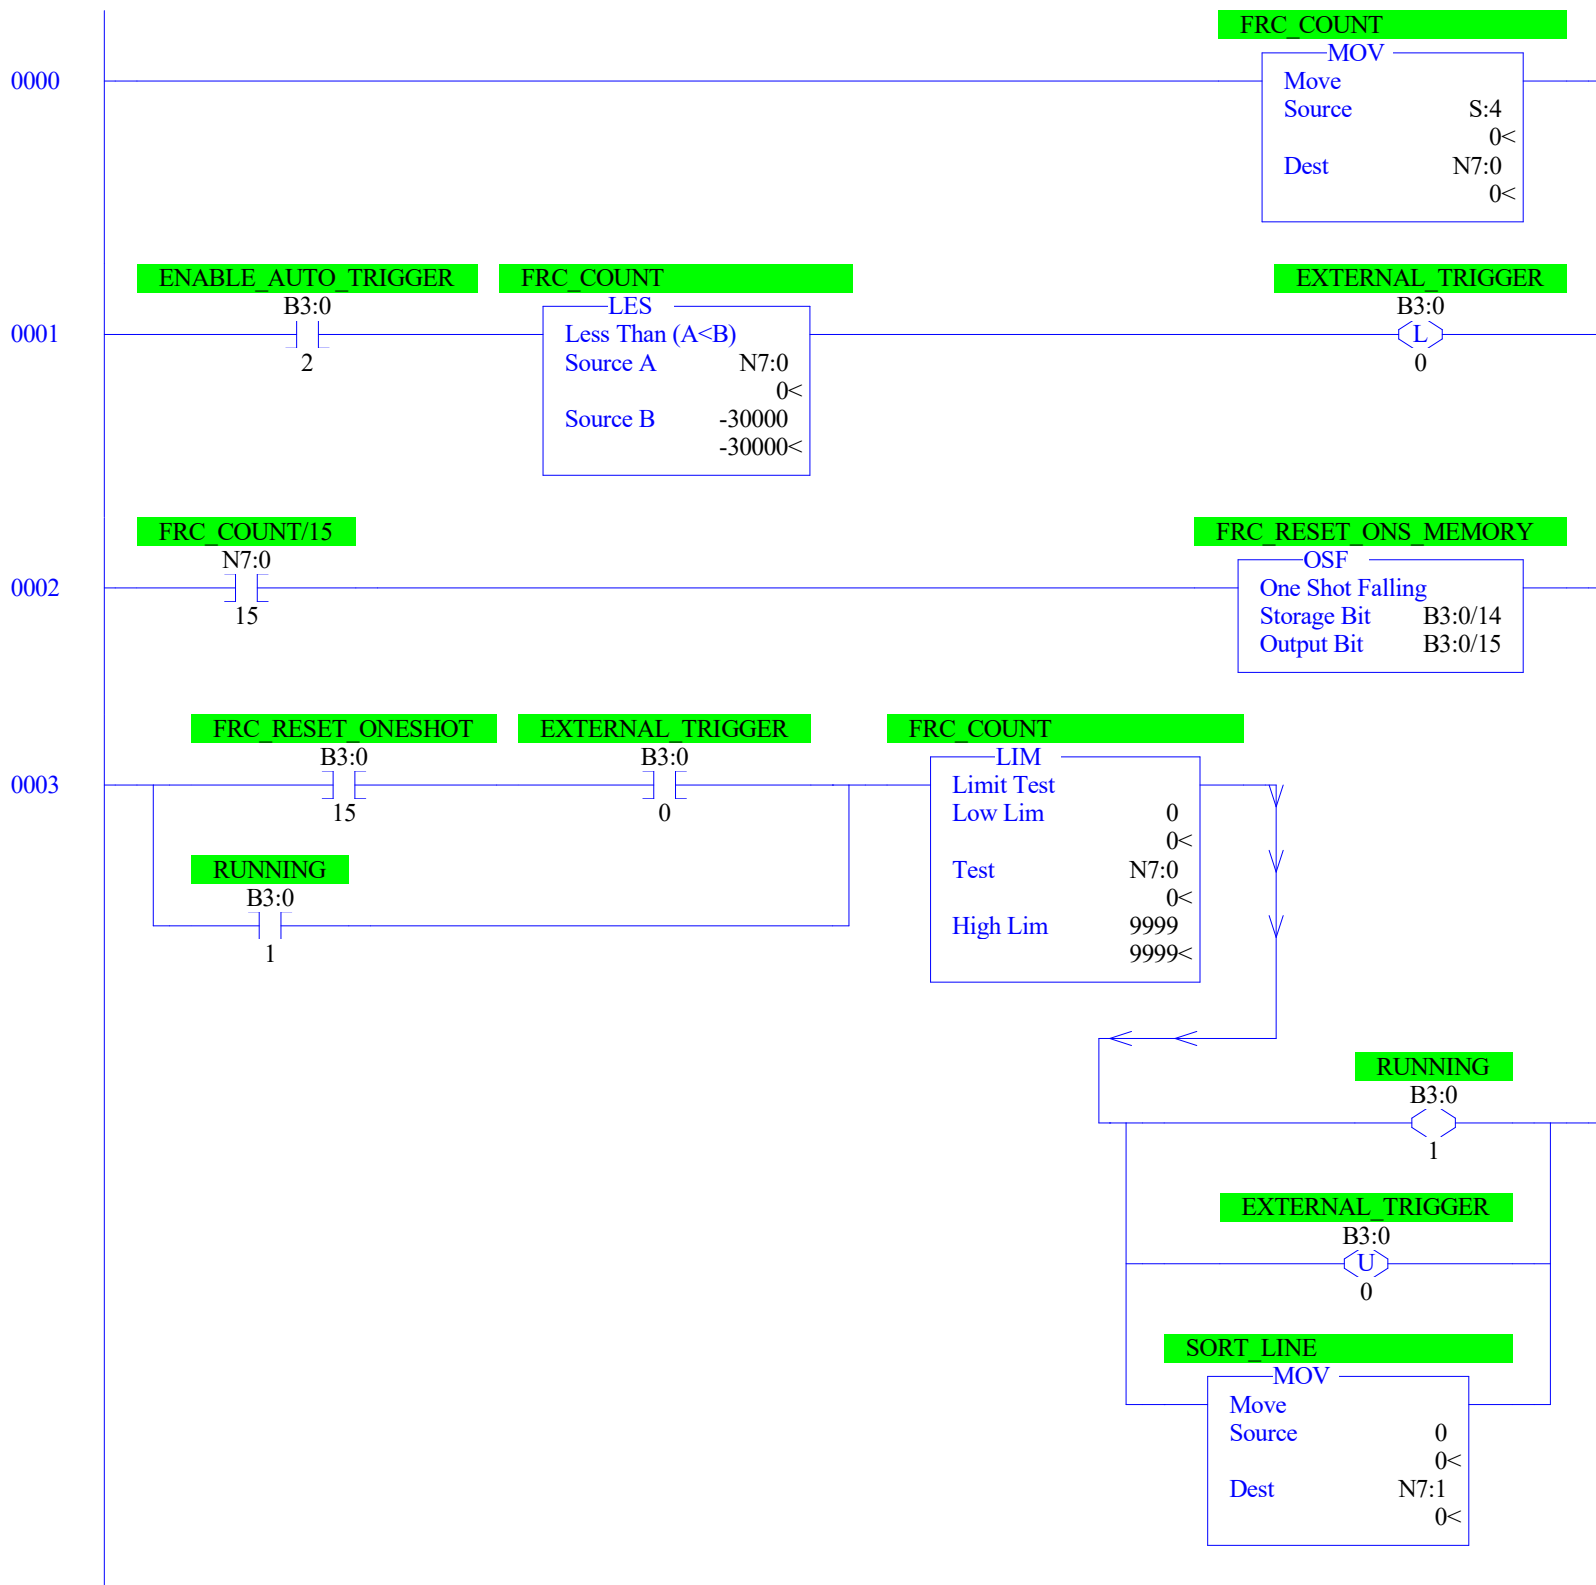 FRC_COUNT
MOV
0000
Move
Source S:4
0<
Dest N7:0
0<
ENABLE_AUTO_TRIGGER FRC_COUNT EXTERNAL_TRIGGER
B3:0 LES B3:0
0001 Less Than (A<B) L
2 Source A N7:0 0
0<
Source B -30000
-30000<
FRC_COUNT/15 FRC_RESET_ONS_MEMORY
N7:0 OSF
0002 One Shot Falling
15 Storage Bit B3:0/14
Output Bit B3:0/15
FRC_RESET_ONESHOT EXTERNAL_TRIGGER FRC_COUNT
B3:0 B3:0 LIM
0003 Limit Test
15 0 Low Lim 0
0<
RUNNING Test N7:0
B3:0 0<
High Lim 9999
1 9999<
RUNNING
B3:0
1
EXTERNAL_TRIGGER
B3:0
U
0
SORT_LINE
MOV
Move
Source 0
0<
Dest N7:1
0<